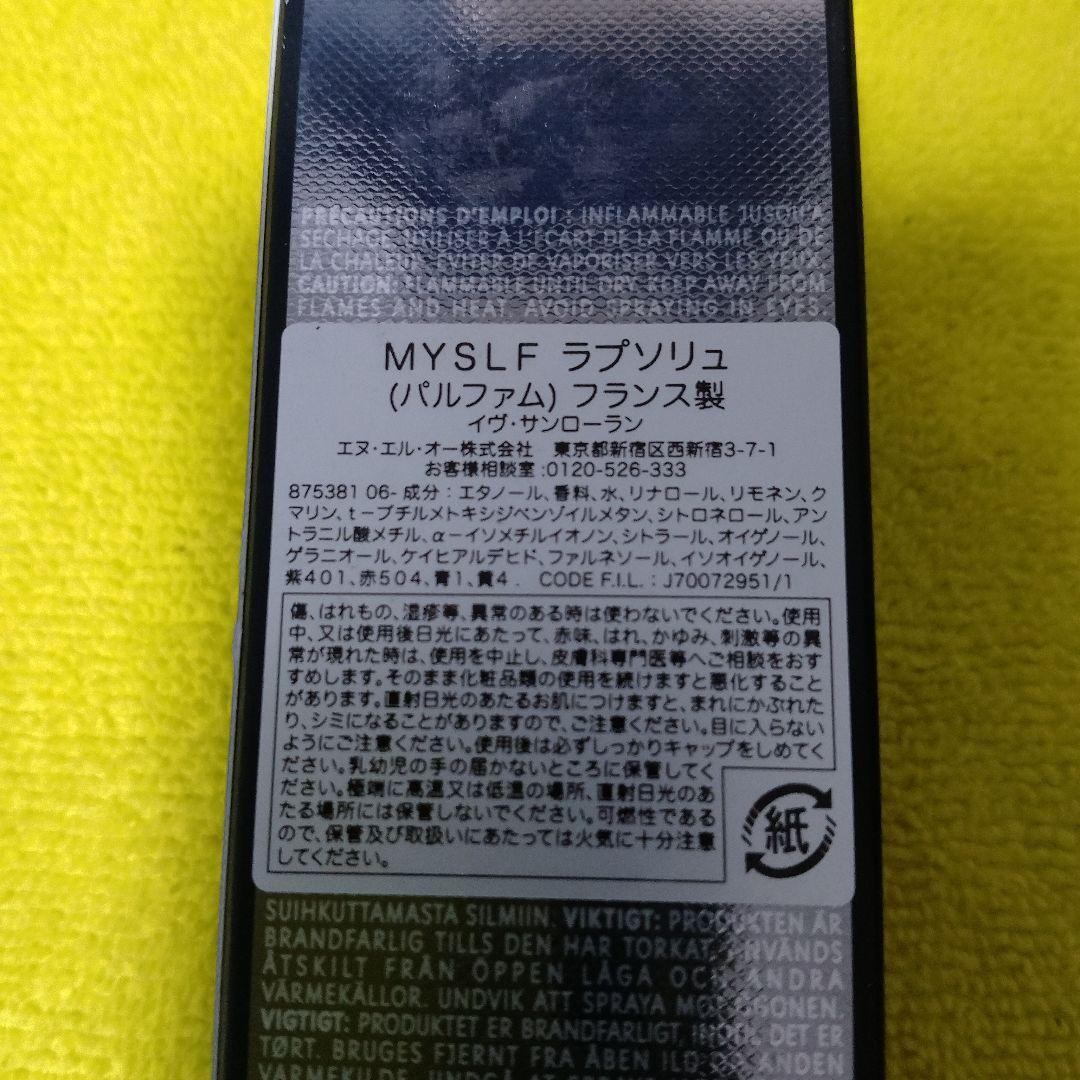 PRÉCAUTIONS D'EMPLOI : INFLAMMABLE JUSQU'À
SÉCHAGE. UTILISER À L'ÉCART DE LA FLAMME OU DE
LA CHALEUR. ÉVITER DE VAPORISER VERS LES YEUX.
CAUTION: FLAMMABLE UNTIL DRY. KEEP AWAY FROM
FLAMES AND HEAT. AVOID SPRAYING IN EYES.
MYSLF ラプソリュ
(パルファム) フランス製
イヴ・サンローラン
エヌ・エル・オー株式会社 東京都新宿区西新宿3-7-1
お客様相談室:0120-526-333
875381 06- 成分：エタノール、香料、水、リナロール、リモネン、ク
マリン、t－ブチルメトキシジベンゾイルメタン、シトロネロール、アン
トラニル酸メチル、α－イソメチルイオノン、シトラール、オイゲノール、
ゲラニオール、ケイヒアルデヒド、ファルネソール、イソオイゲノール、
紫401、赤504、青1、黄4． CODE F.I.L.：J70072951/1
傷、はれもの、湿疹等、異常のある時は使わないでください。使用
中、又は使用後日光にあたって、赤味、はれ、かゆみ、刺激等の異
常が現れた時は、使用を中止し、皮膚科専門医等へご相談をおす
すめします。そのまま化粧品類の使用を続けますと悪化すること
があります。直射日光のあたるお肌につけますと、まれにかぶれた
り、シミになることがありますので、ご注意ください。目に入らない
ようにご注意ください。使用後は必ずしっかりキャップをしめてく
ださい。乳幼児の手の届かないところに保管してく
ださい。極端に高温又は低温の場所、直射日光のあ
たる場所には保管しないでください。可燃性である
ので、保管及び取扱いにあたっては火気に十分注意
してください。
紙
SUIHKUTTAMASTA SILMIIN. VIKTIGT: PRODUKTEN ÄR
BRANDFARLIG TILLS DEN HAR TORKAT. ANVÄNDS
ÅTSKILT FRÅN ÖPPEN LÅGA OCH ANDRA
VÄRMEKÄLLOR. UNDVIK ATT SPRAYA MOT ÖGONEN.
VIGTIGT: PRODUKTET ER BRANDFARLIGT, INDTIL DET ER
TØRT. BRUGES FJERNT FRA ÅBEN ILD OG ANDEN